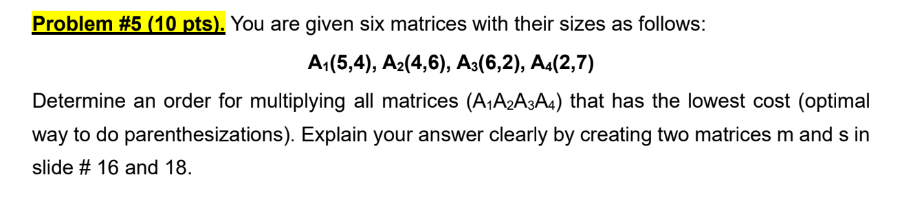 Problem #5 (10 pts). You are given six matrices with their sizes as follows:
A₁(5,4), A₂(4,6), A₃(6,2), A₄(2,7)
Determine an order for multiplying all matrices (A₁A₂A₃A₄) that has the lowest cost (optimal
way to do parenthesizations). Explain your answer clearly by creating two matrices m and s in
slide # 16 and 18.